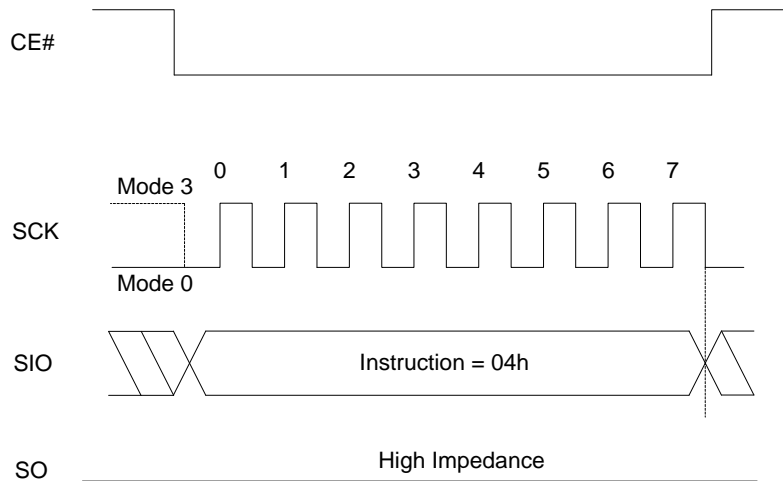 CE#
0 1 2 3 4 5 6 7
Mode 3
SCK
Mode 0
SIO
Instruction = 04h
High Impedance
SO